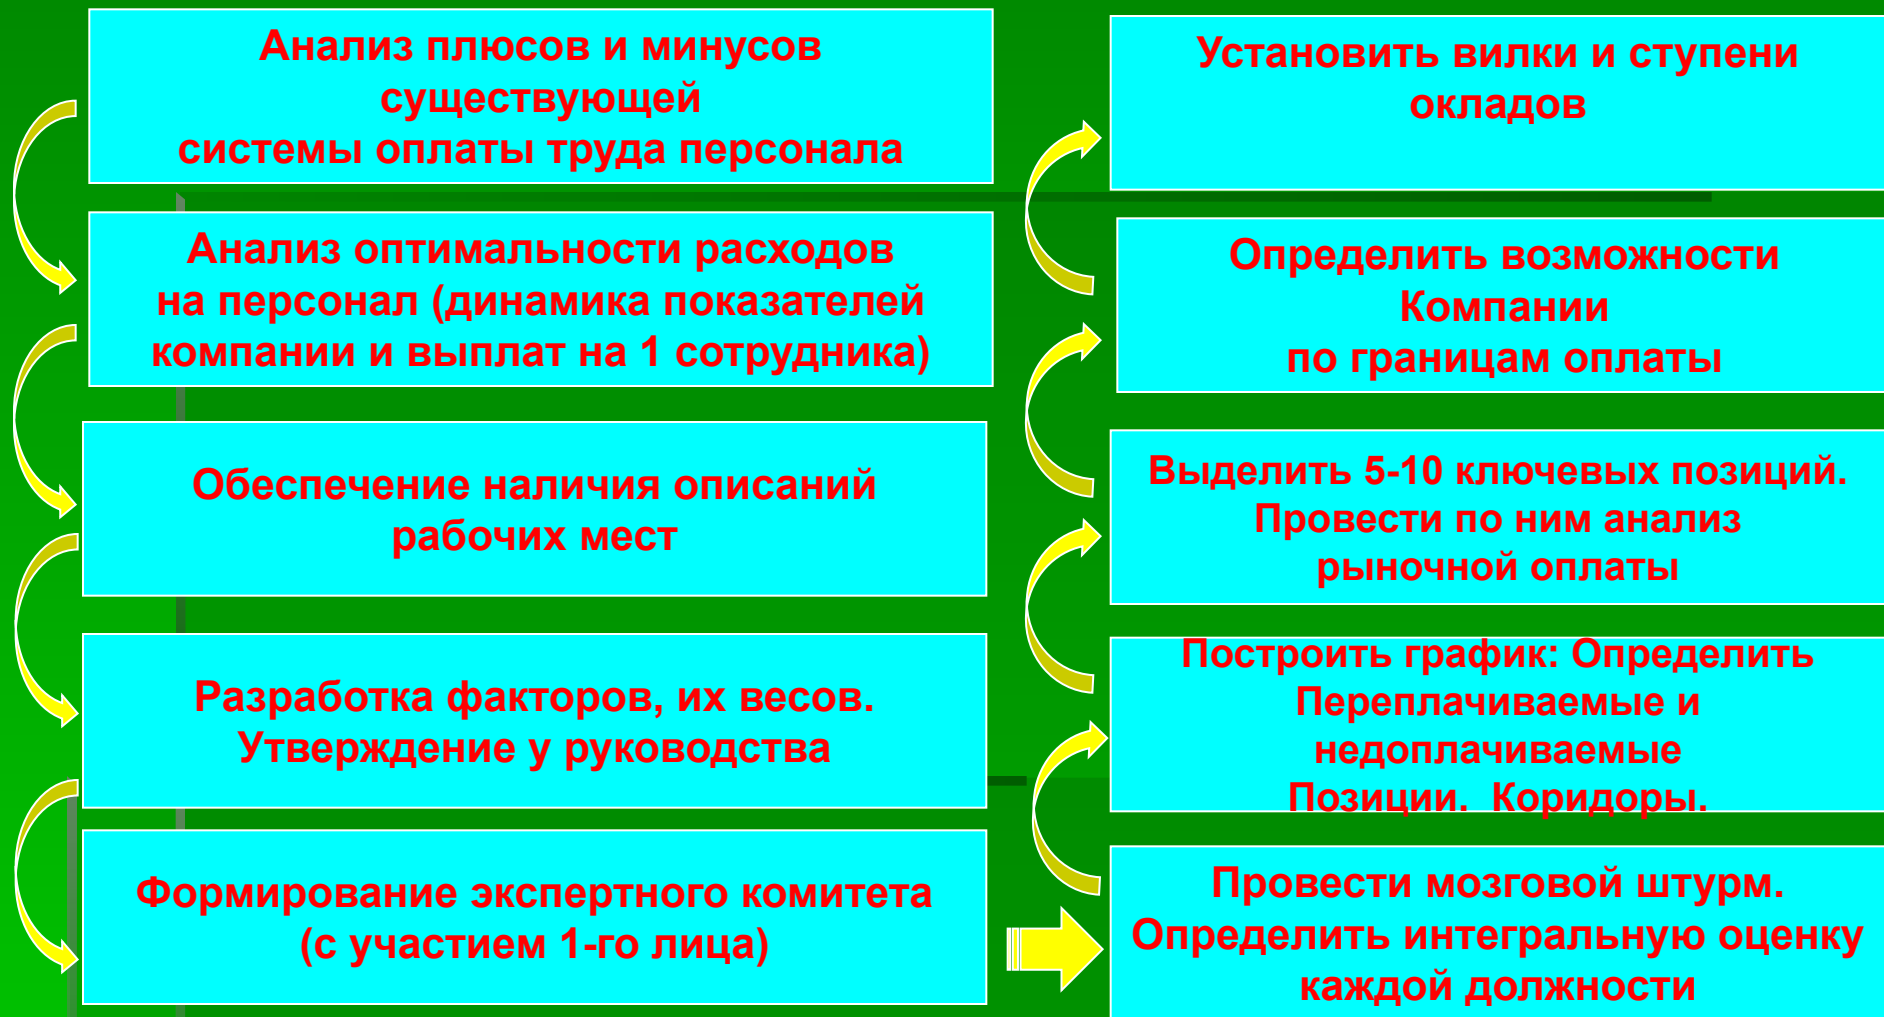 Анализ плюсов и минусов
существующей
системы оплаты труда персонала
Анализ оптимальности расходов
на персонал (динамика показателей
компании и выплат на 1 сотрудника)
Обеспечение наличия описаний
рабочих мест
Разработка факторов, их весов.
Утверждение у руководства
Формирование экспертного комитета
(с участием 1-го лица)
Провести мозговой штурм.
Определить интегральную оценку
каждой должности
Построить график: Определить
Переплачиваемые и
недоплачиваемые
Позиции. Коридоры.
Выделить 5-10 ключевых позиций.
Провести по ним анализ
рыночной оплаты
Определить возможности
Компании
по границам оплаты
Установить вилки и ступени
окладов